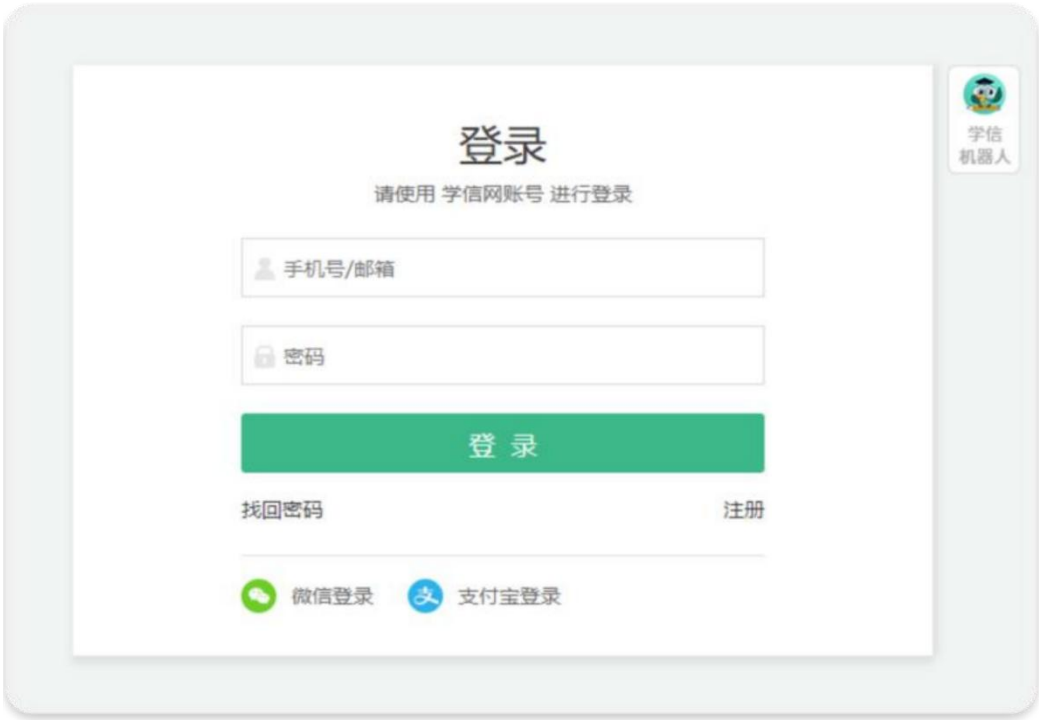 登录
请使用 学信网账号 进行登录
手机号/邮箱
密码
登 录
找回密码 注册
微信登录 支付宝登录
学信
机器人